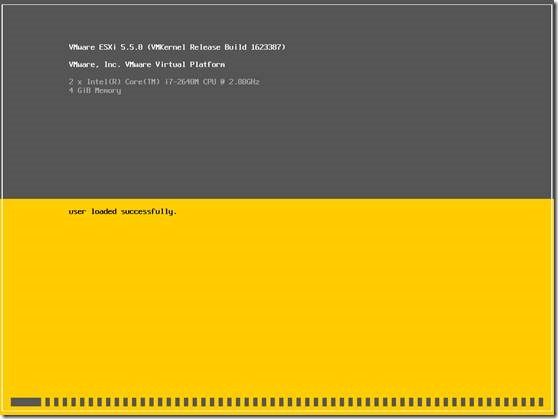 VMware ESXi 5.5.0 (VMKernel Release Build 1623387)
VMware, Inc. VMware Virtual Platform
2 x Intel(R) Core(TM) i7-2640M CPU @ 2.80GHz
4 GiB Memory
user loaded successfully.